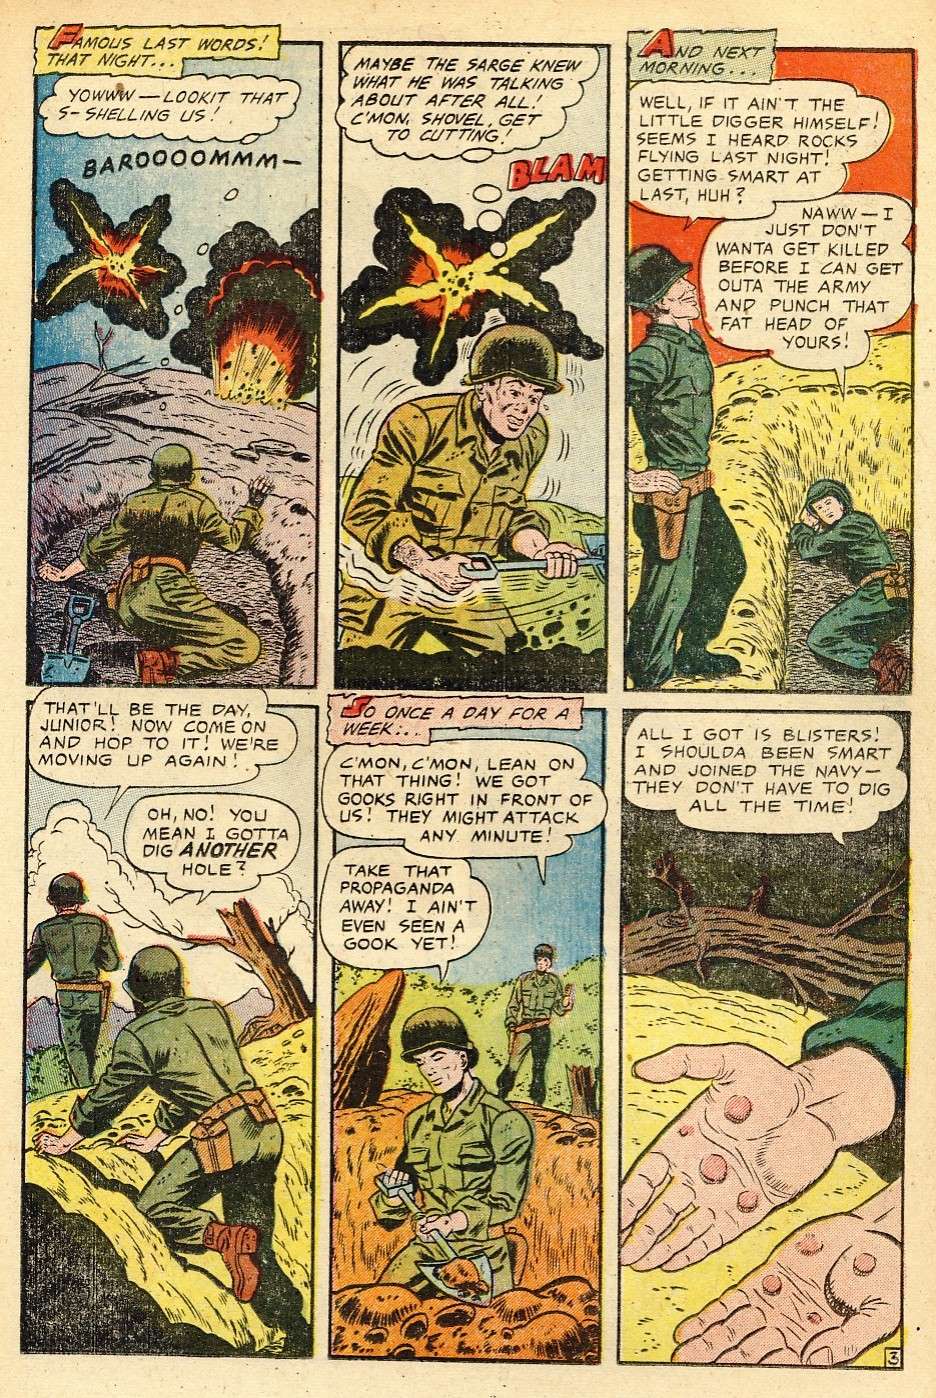 FAMOUS LAST WORDS!
THAT NIGHT...
YOWWW—LOOKIT THAT
S-SHELLING US!
BAROOOOMMM—
MAYBE THE SARGE KNEW
WHAT HE WAS TALKING
ABOUT AFTER ALL!
C'MON, SHOVEL, GET
TO CUTTING!
BLAM
AND NEXT
MORNING...
WELL, IF IT AIN'T THE
LITTLE DIGGER HIMSELF!
SEEMS I HEARD ROCKS
FLYING LAST NIGHT!
GETTING SMART AT
LAST, HUH?
NAWW—I
JUST DON'T
WANTA GET KILLED
BEFORE I CAN GET
OUTA THE ARMY
AND PUNCH THAT
FAT HEAD OF
YOURS!
THAT'LL BE THE DAY,
JUNIOR! NOW COME ON
AND HOP TO IT! WE'RE
MOVING UP AGAIN!
OH, NO! YOU
MEAN I GOTTA
DIG ANOTHER
HOLE?
SO ONCE A DAY FOR A
WEEK...
C'MON, C'MON, LEAN ON
THAT THING! WE GOT
GOOKS RIGHT IN FRONT OF
US! THEY MIGHT ATTACK
ANY MINUTE!
TAKE THAT
PROPAGANDA
AWAY! I AIN'T
EVEN SEEN A
GOOK YET!
ALL I GOT IS BLISTERS!
I SHOULDA BEEN SMART
AND JOINED THE NAVY—
THEY DON'T HAVE TO DIG
ALL THE TIME!
3